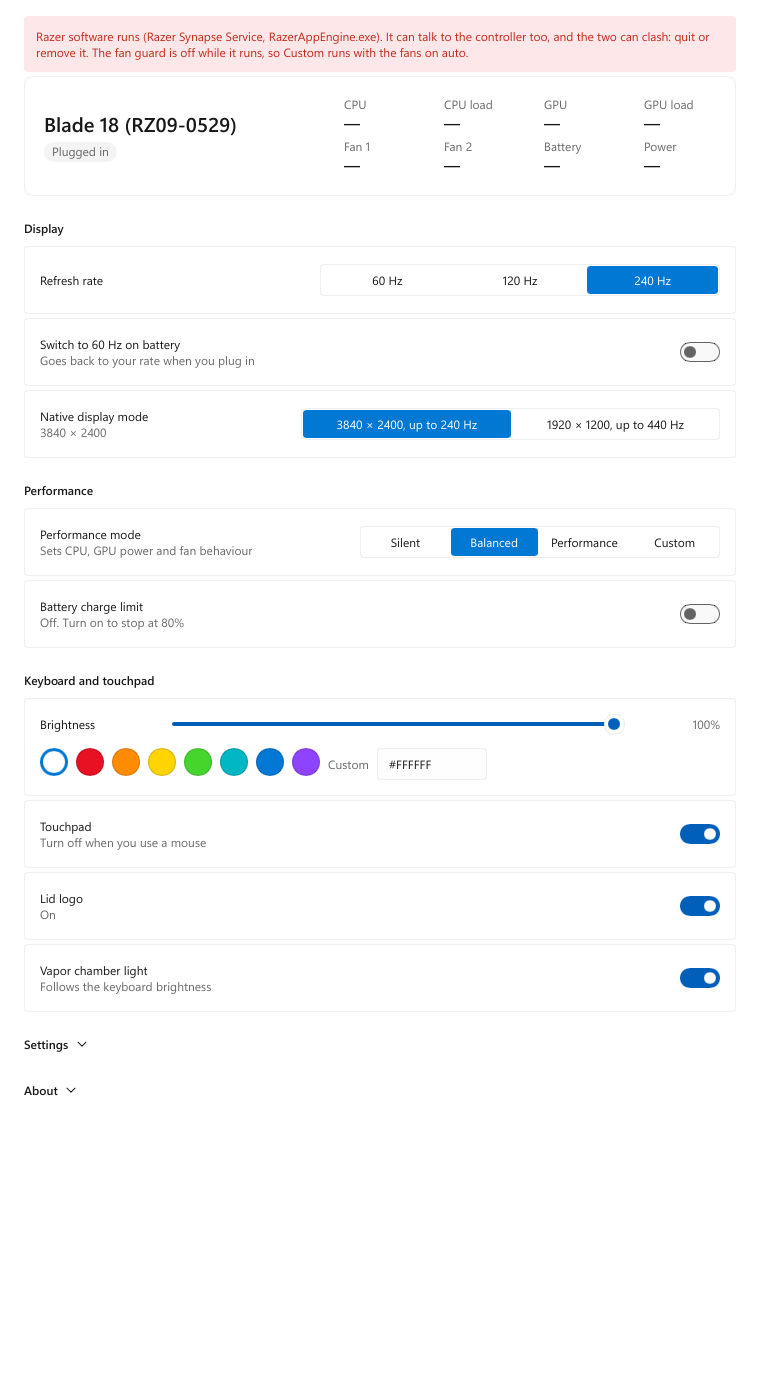 Razer software runs (Razer Synapse Service, RazerAppEngine.exe). It can talk to the controller too, and the two can clash: quit or
remove it. The fan guard is off while it runs, so Custom runs with the fans on auto.
Blade 18 (RZ09-0529)
Plugged in
CPU CPU load GPU GPU load
— — — —
Fan 1 Fan 2 Battery Power
— — — —
Display
Refresh rate
60 Hz 120 Hz 240 Hz
Switch to 60 Hz on battery
Goes back to your rate when you plug in
Native display mode
3840 × 2400
3840 × 2400, up to 240 Hz 1920 × 1200, up to 440 Hz
Performance
Performance mode
Sets CPU, GPU power and fan behaviour
Silent Balanced Performance Custom
Battery charge limit
Off. Turn on to stop at 80%
Keyboard and touchpad
Brightness 100%
Custom #FFFFFF
Touchpad
Turn off when you use a mouse
Lid logo
On
Vapor chamber light
Follows the keyboard brightness
Settings
About